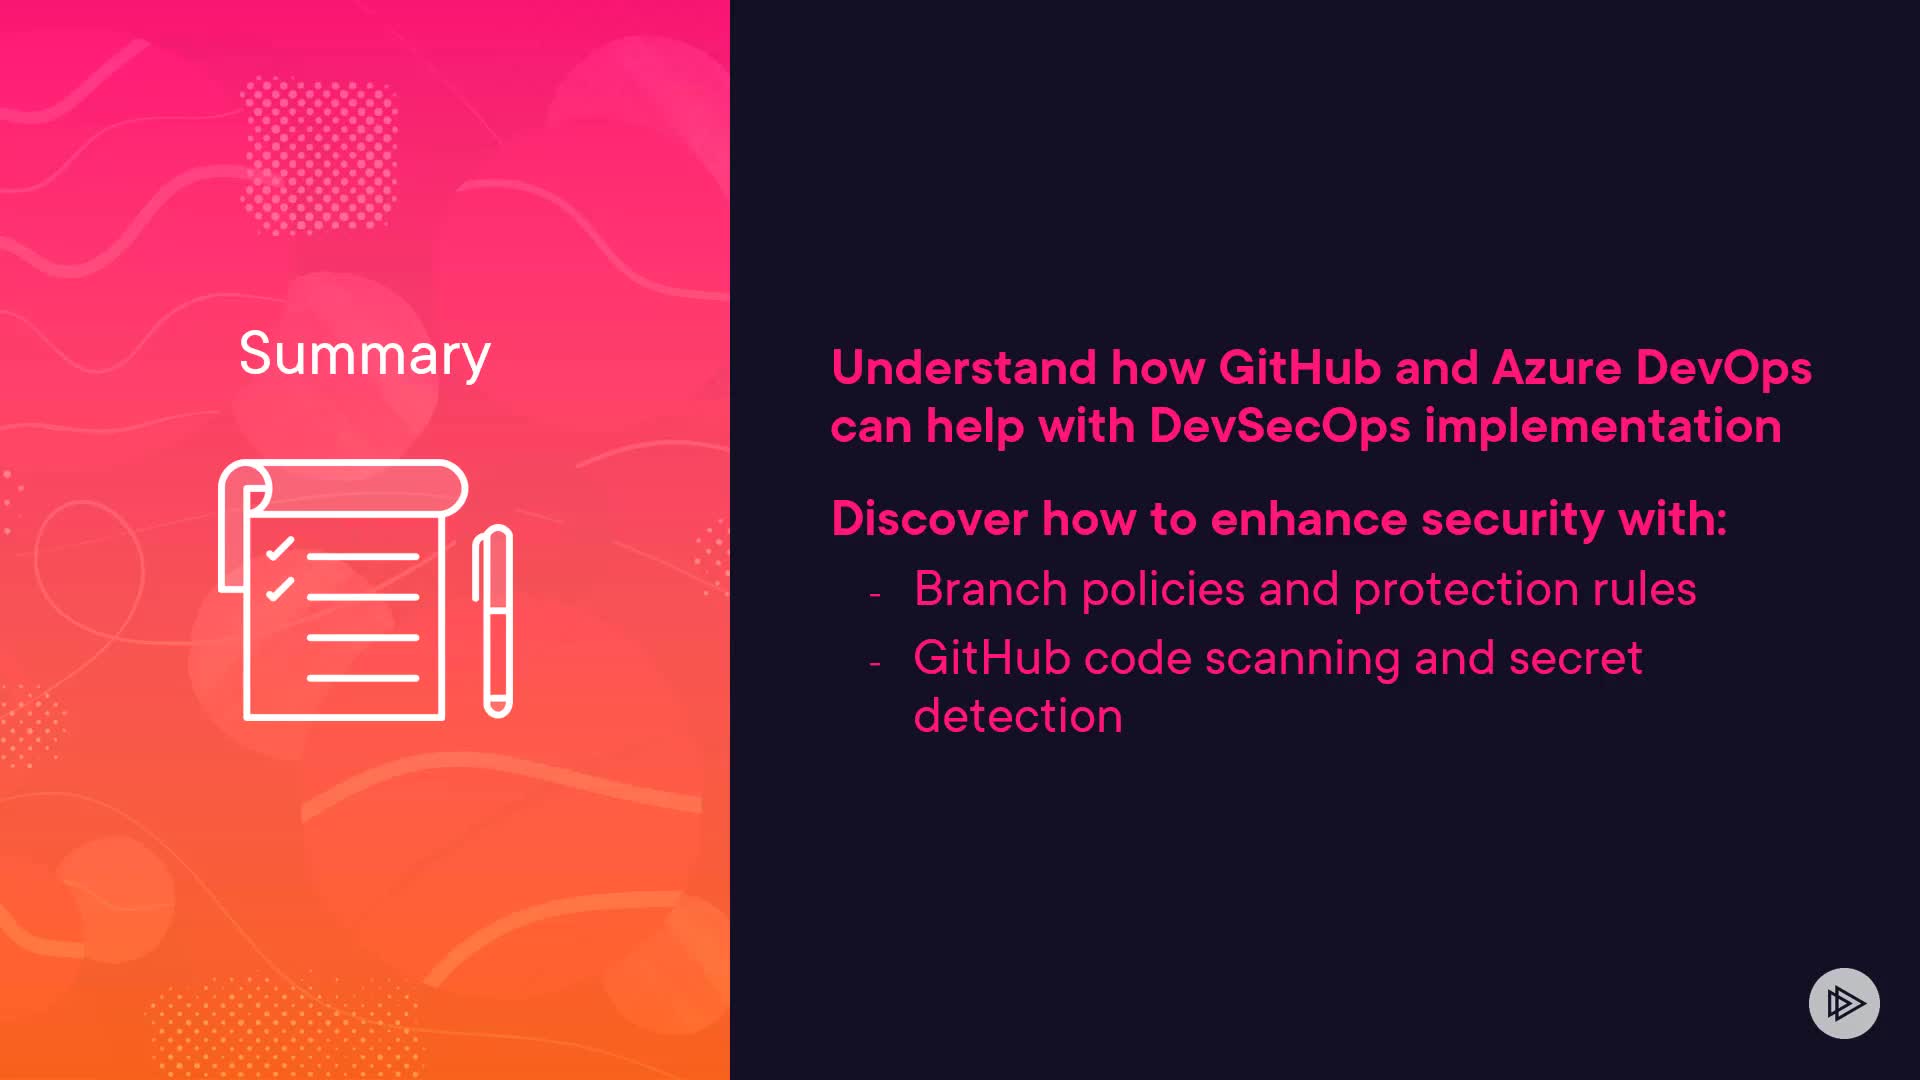 Summary
Understand how GitHub and Azure DevOps
can help with DevSecOps implementation
Discover how to enhance security with:
- Branch policies and protection rules
- GitHub code scanning and secret
detection